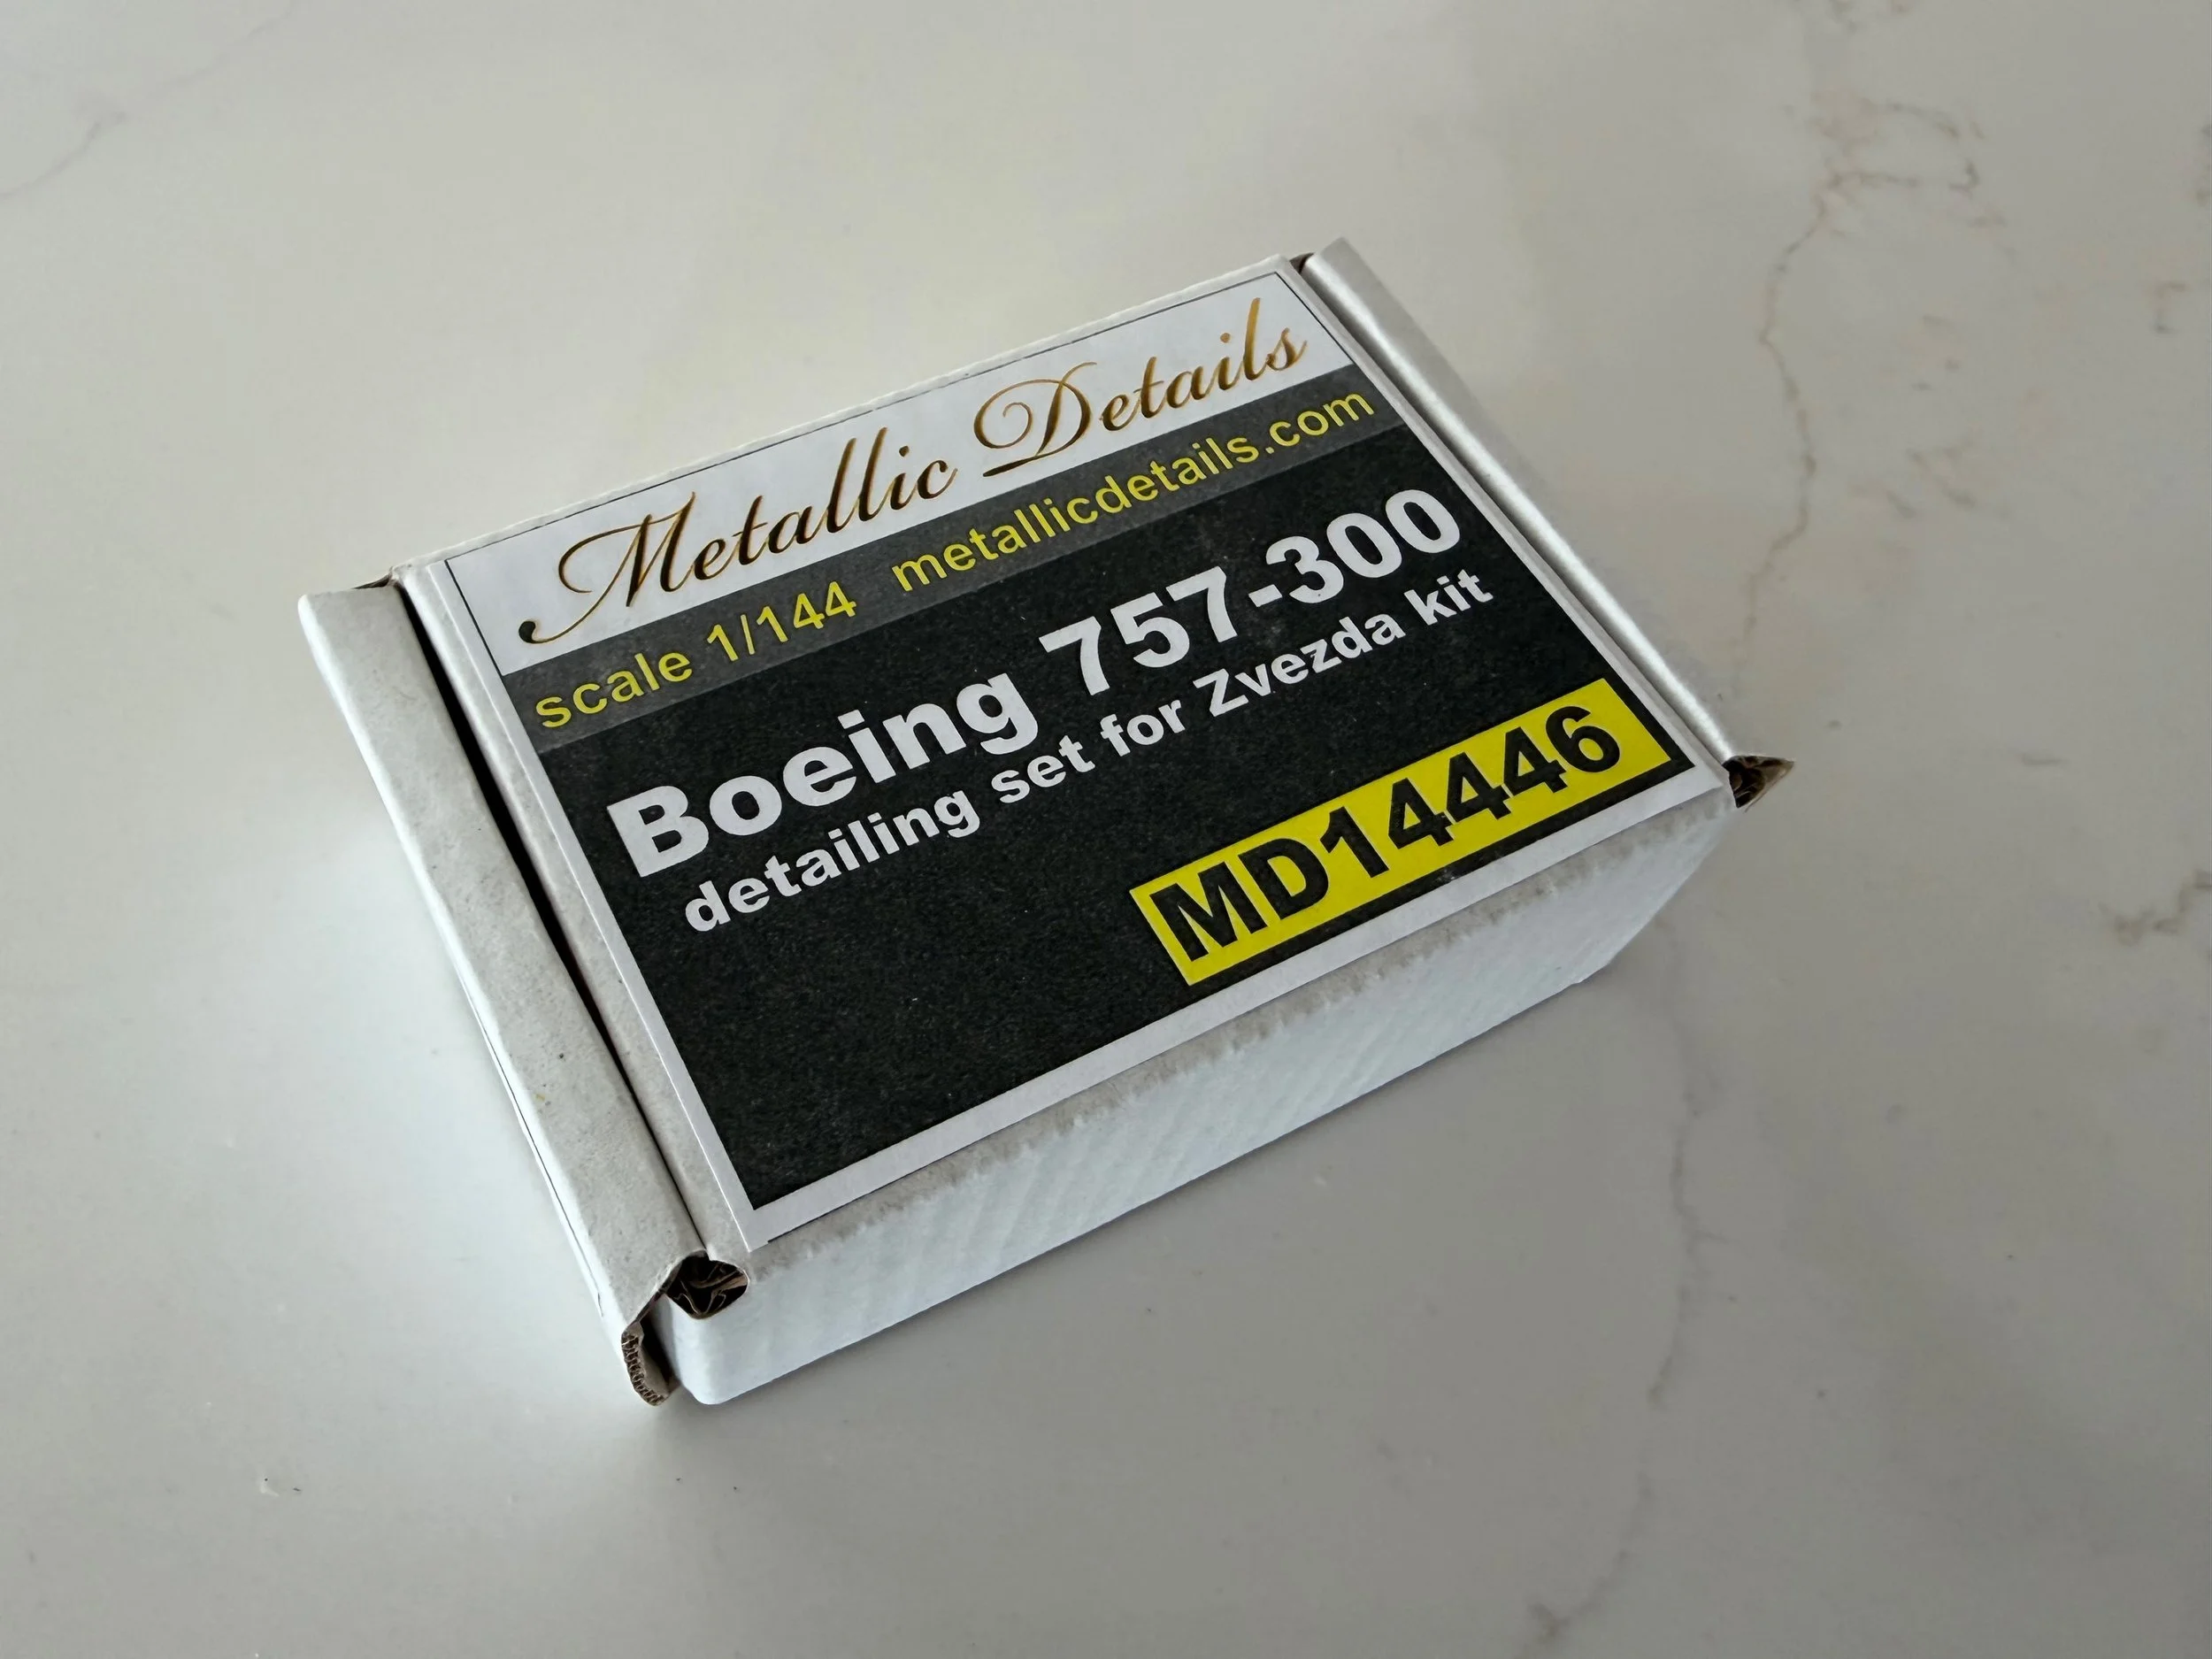 Metallic Details
scale 1/144 metallicdetails.com
Boeing 757-300
detailing set for Zvezda kit
MD14446